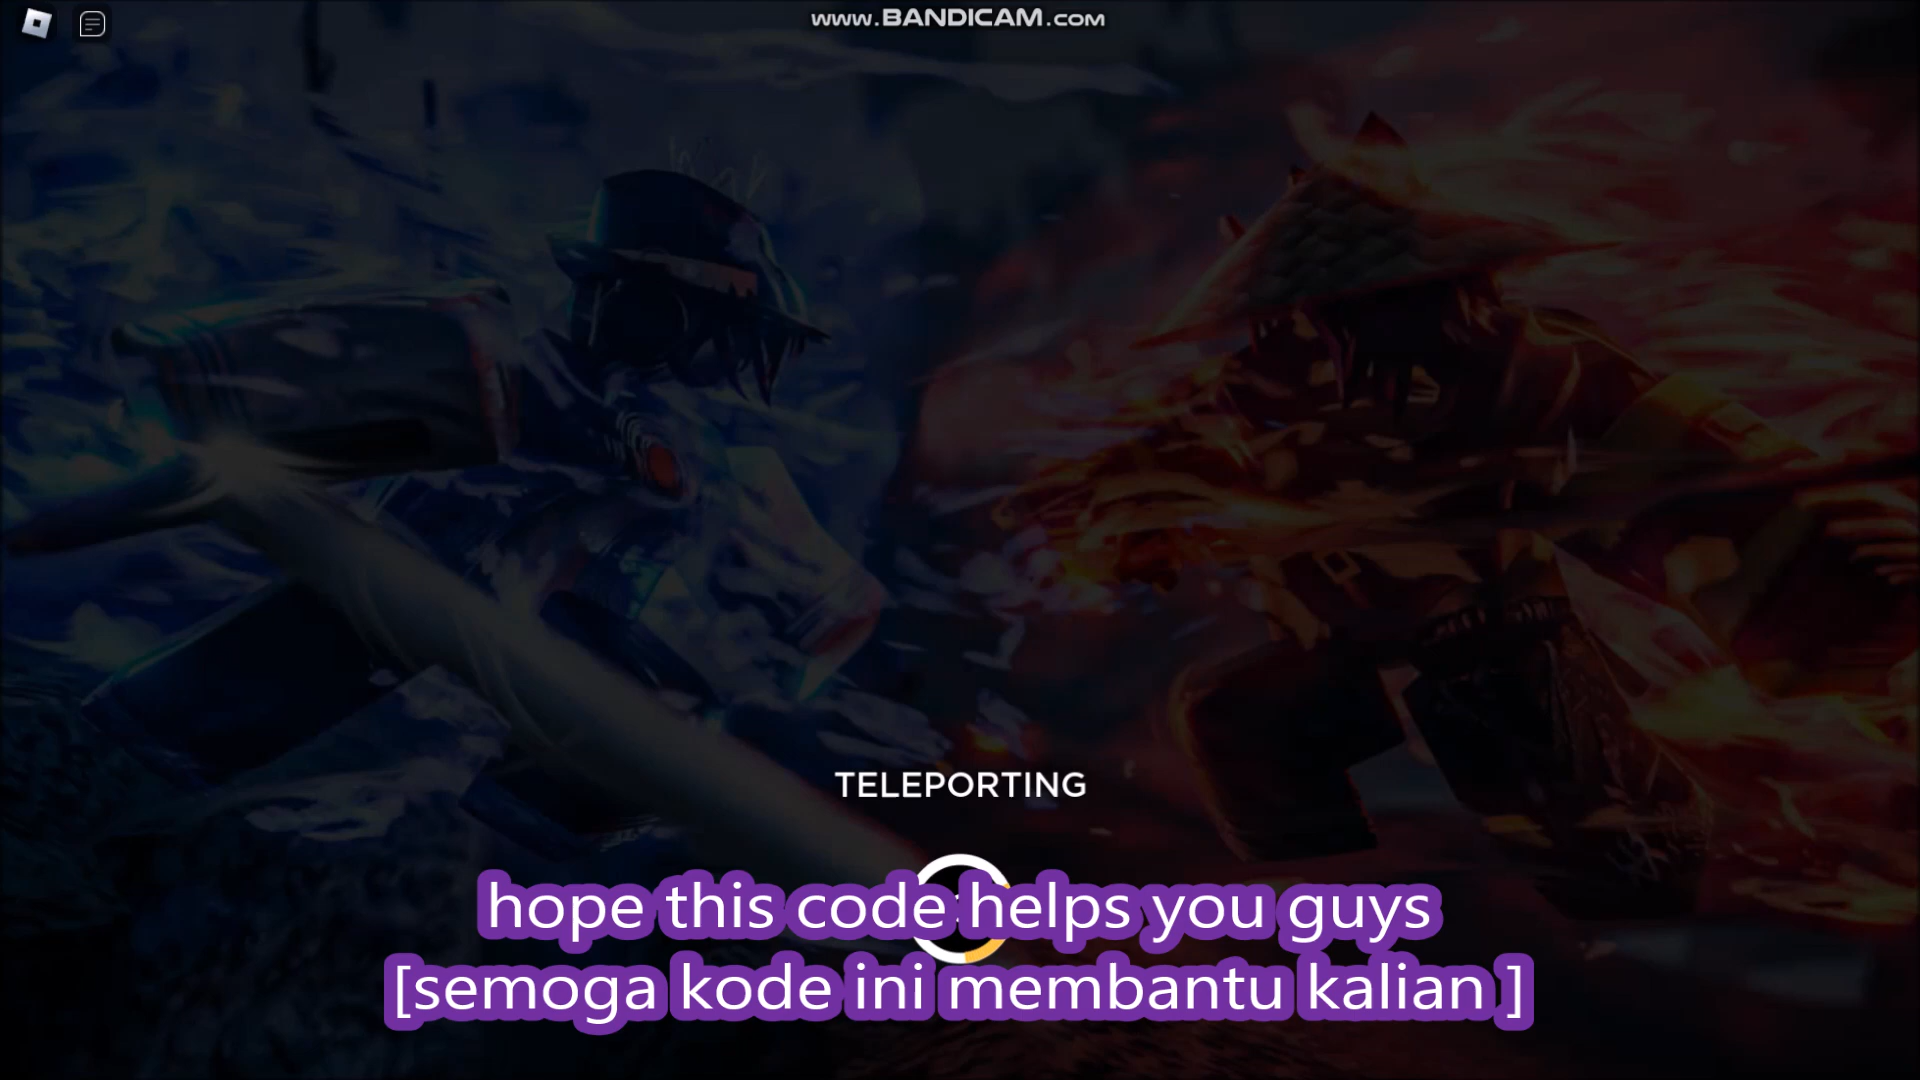 www.BANDICAM.com
TELEPORTING
hope this code helps you guys
[semoga kode ini membantu kalian ]